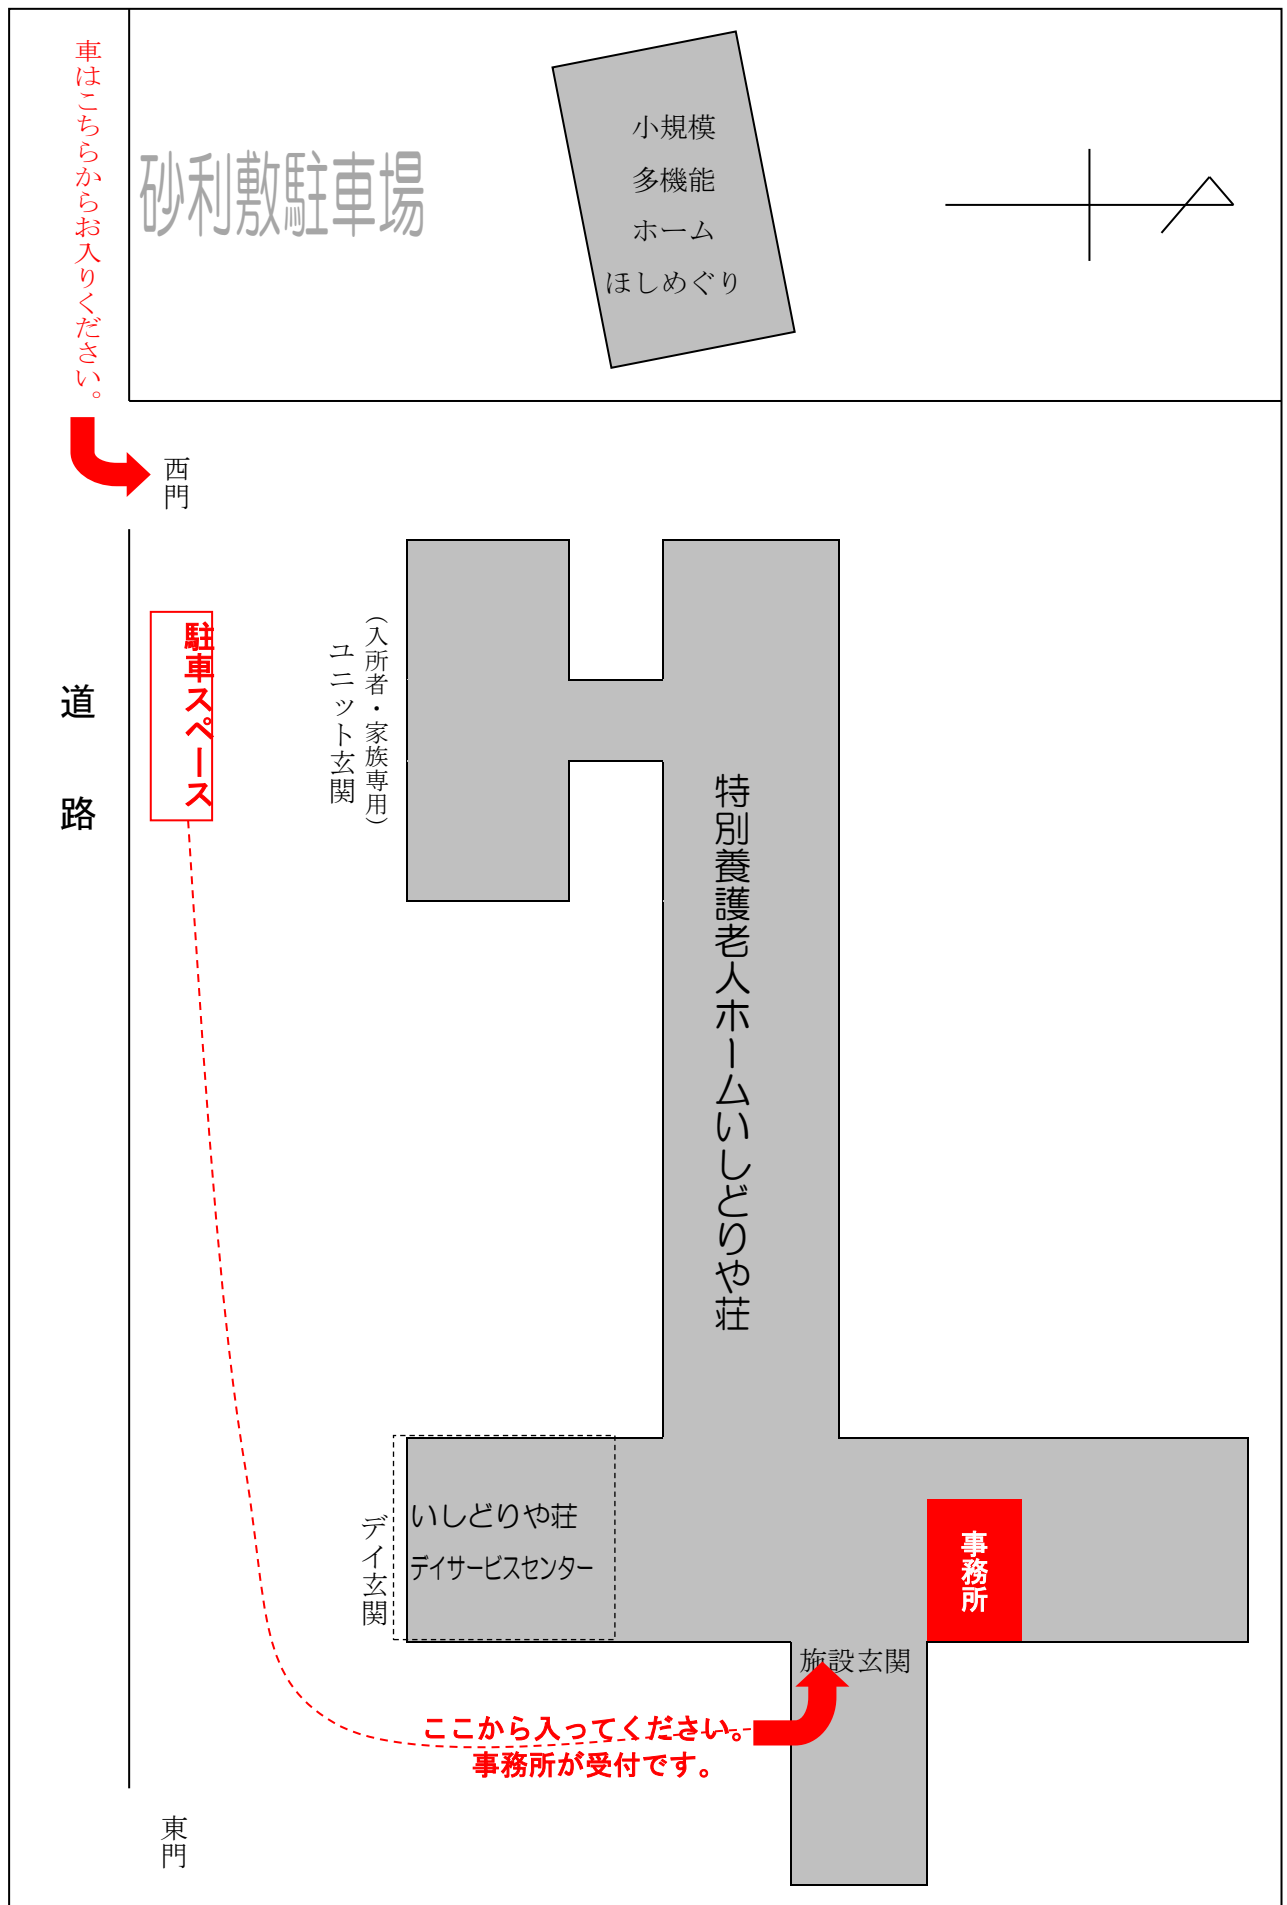 車はこちらからお入りください。
砂利敷駐車場
小規模
多機能
ホーム
ほしめぐり
西門
道路
駐車スペース
(入所者・家族専用)
ユニット玄関
特別養護老人ホームいしどりや荘
いしどりや荘
デイサービスセンター
デイ玄関
事務所
施設玄関
ここから入ってください。
事務所が受付です。
東門